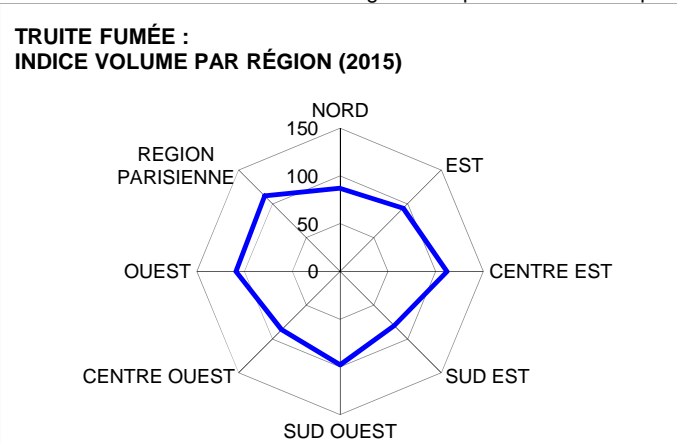 TRUITE FUMÉE :
INDICE VOLUME PAR RÉGION (2015)
NORD
150
REGION
PARISIENNE
EST
100
50
OUEST
0
CENTRE EST
CENTRE OUEST
SUD EST
SUD OUEST